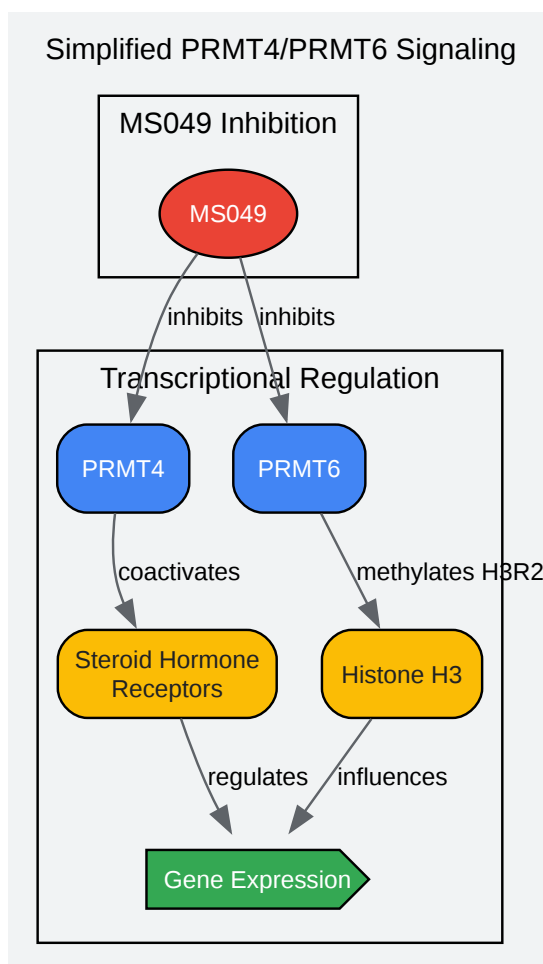 Simplified PRMT4/PRMT6 Signaling
MS049 Inhibition
MS049
inhibits
inhibits
Transcriptional Regulation
PRMT4
PRMT6
coactivates
methylates H3R2
Steroid Hormone
Receptors
Histone H3
regulates
influences
Gene Expression